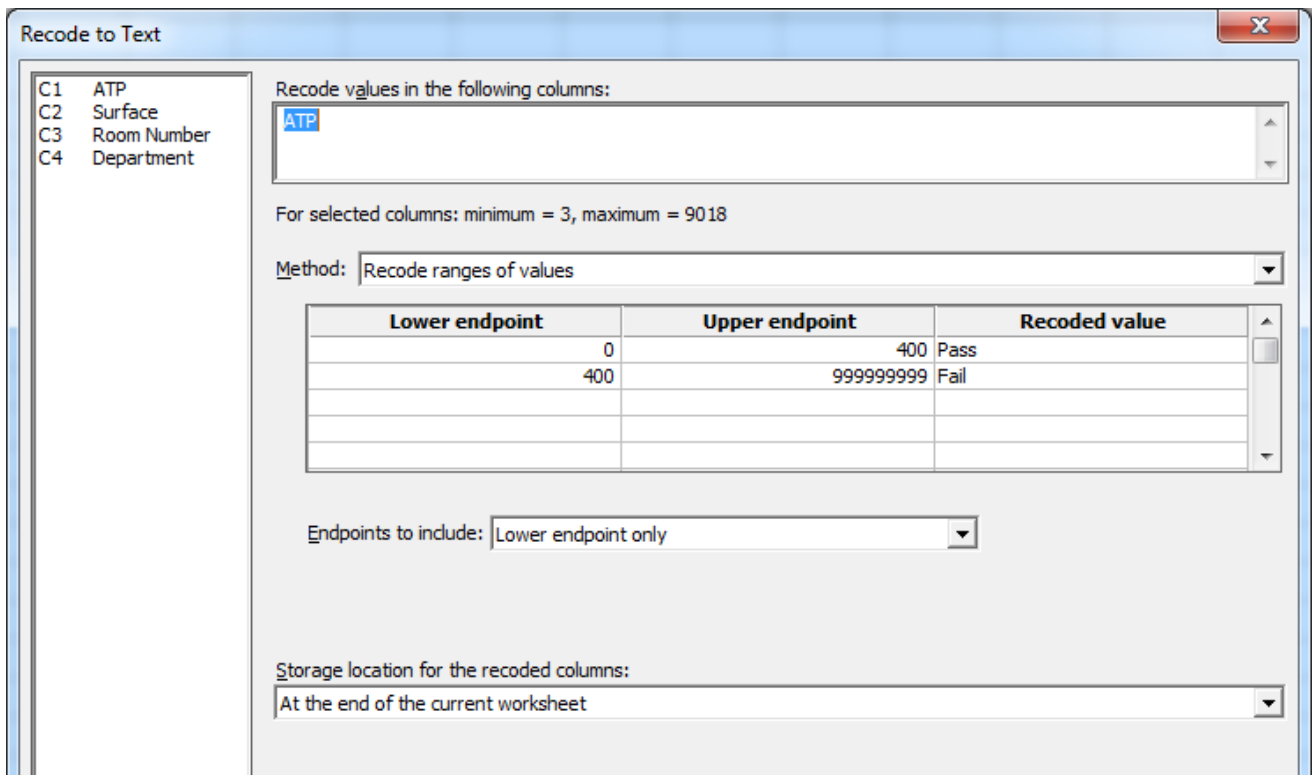 Recode to Text
C1 ATP
C2 Surface
C3 Room Number
C4 Department
Recode values in the following columns:
ATP
For selected columns: minimum = 3, maximum = 9018
Method: Recode ranges of values
Lower endpoint Upper endpoint Recoded value
0 400 Pass
400 999999999 Fail
Endpoints to include: Lower endpoint only
Storage location for the recoded columns:
At the end of the current worksheet